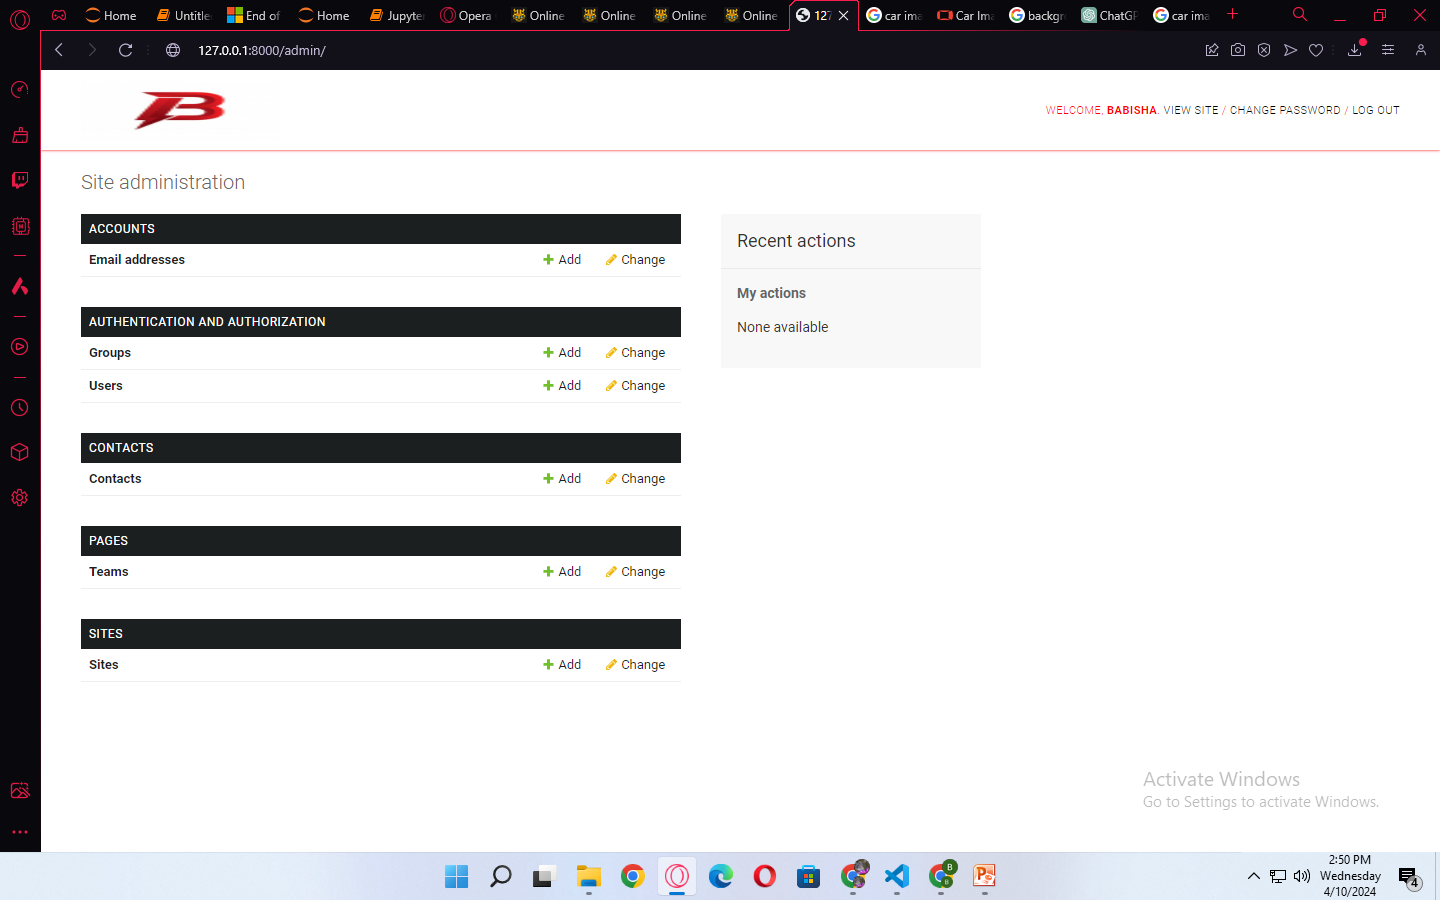 Home
Untitle
End of
Home
Jupyter
Opera
Online
Online
Online
Online
127
car ima
Car Ima
backgr
ChatGP
car ima
127.0.0.1:8000/admin/
B
WELCOME, BABISHA. VIEW SITE / CHANGE PASSWORD / LOG OUT
Site administration
ACCOUNTS
Email addresses Add Change
AUTHENTICATION AND AUTHORIZATION
Groups Add Change
Users Add Change
CONTACTS
Contacts Add Change
PAGES
Teams Add Change
SITES
Sites Add Change
Recent actions
My actions
None available
Activate Windows
Go to Settings to activate Windows.
2:50 PM
Wednesday
4/10/2024
4